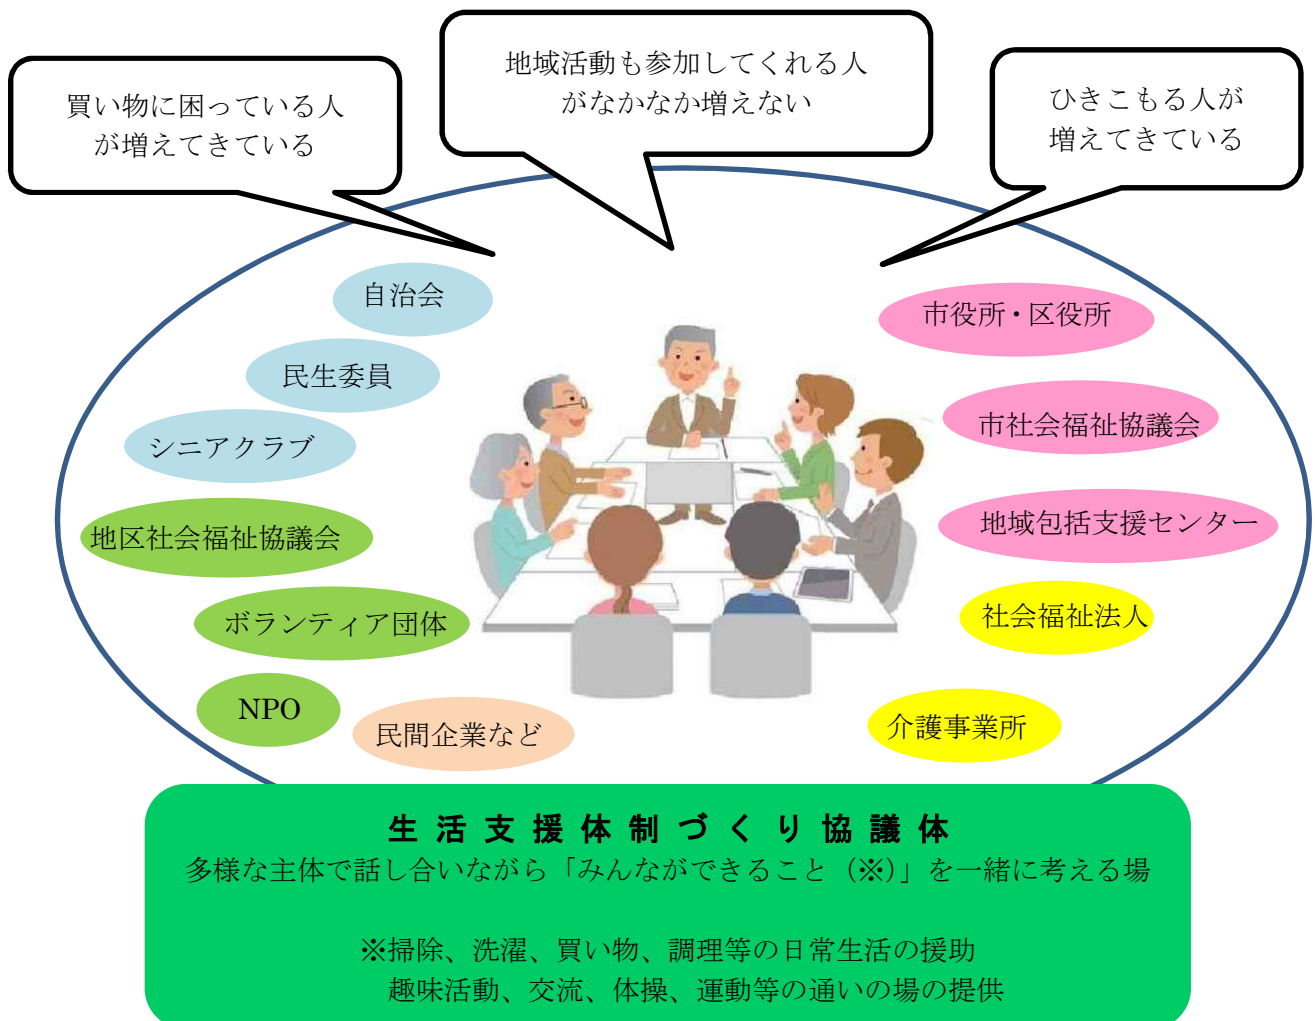 買い物に困っている人
が増えてきている
地域活動も参加してくれる人
がなかなか増えない
ひきこもる人が
増えてきている
自治会
民生委員
シニアクラブ
地区社会福祉協議会
ボランティア団体
NPO
民間企業など
市役所・区役所
市社会福祉協議会
地域包括支援センター
社会福祉法人
介護事業所
生活支援体制づくり協議体
多様な主体で話し合いながら「みんなができること（※）」を一緒に考える場
※掃除、洗濯、買い物、調理等の日常生活の援助
趣味活動、交流、体操、運動等の通いの場の提供